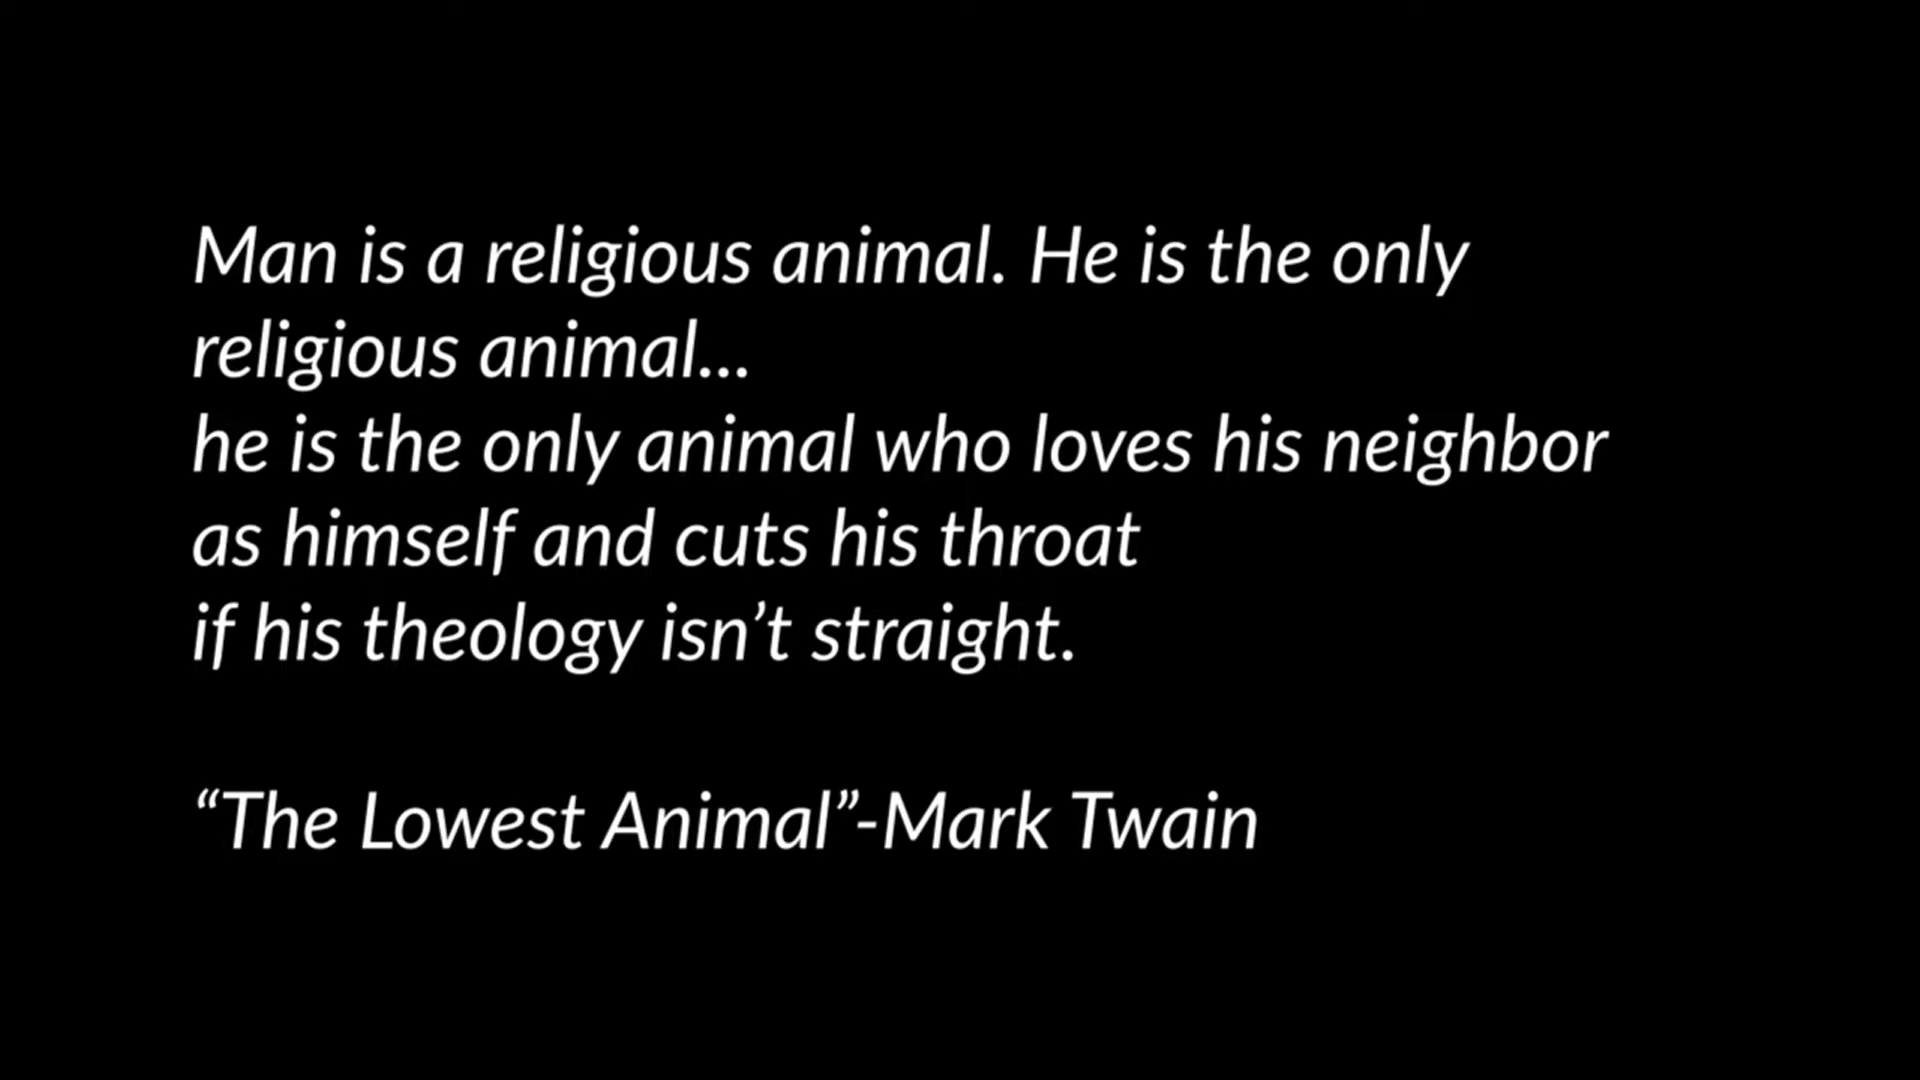 Man is a religious animal. He is the only
religious animal...
he is the only animal who loves his neighbor
as himself and cuts his throat
if his theology isn’t straight.
“The Lowest Animal”-Mark Twain